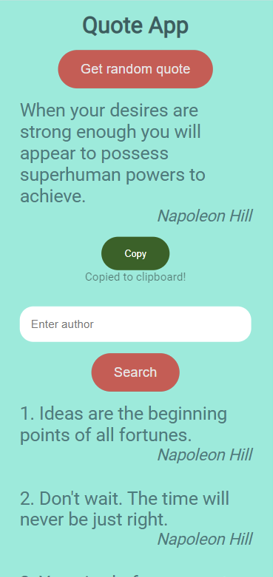 Quote App
Get random quote
When your desires are
strong enough you will
appear to possess
superhuman powers to
achieve.
Napoleon Hill
Copy
Copied to clipboard!
Enter author
Search
1. Ideas are the beginning
points of all fortunes.
Napoleon Hill
2. Don't wait. The time will
never be just right.
Napoleon Hill